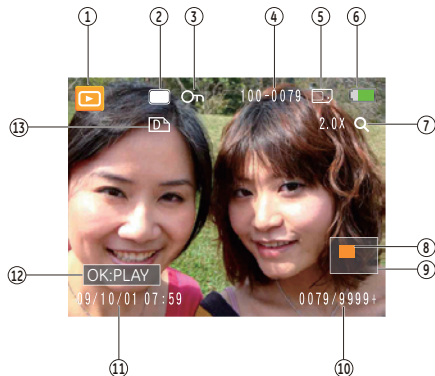 ① ② ③ ④ ⑤ ⑥
100-0079
⑬ D 2.0X ⑦
⑧
⑨
⑫ OK:PLAY
09/10/01 07:59 0079/9999+
⑪ ⑩